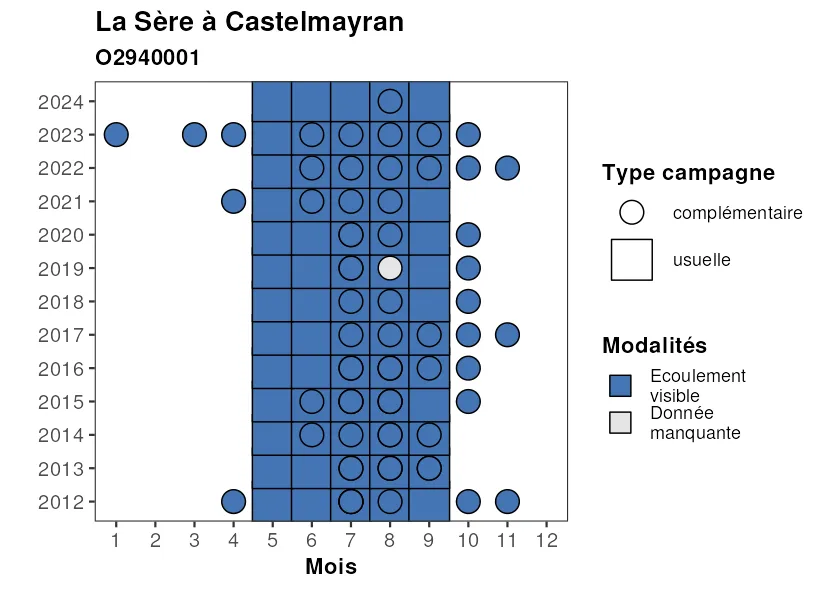 La Sère à Castelmayran
O2940001
2024
2023
2022
2021
2020
2019
2018
2017
2016
2015
2014
2013
2012
1 2 3 4 5 6 7 8 9 10 11 12
Mois
Type campagne
complémentaire
usuelle
Modalités
Ecoulement
visible
Donnée
manquante